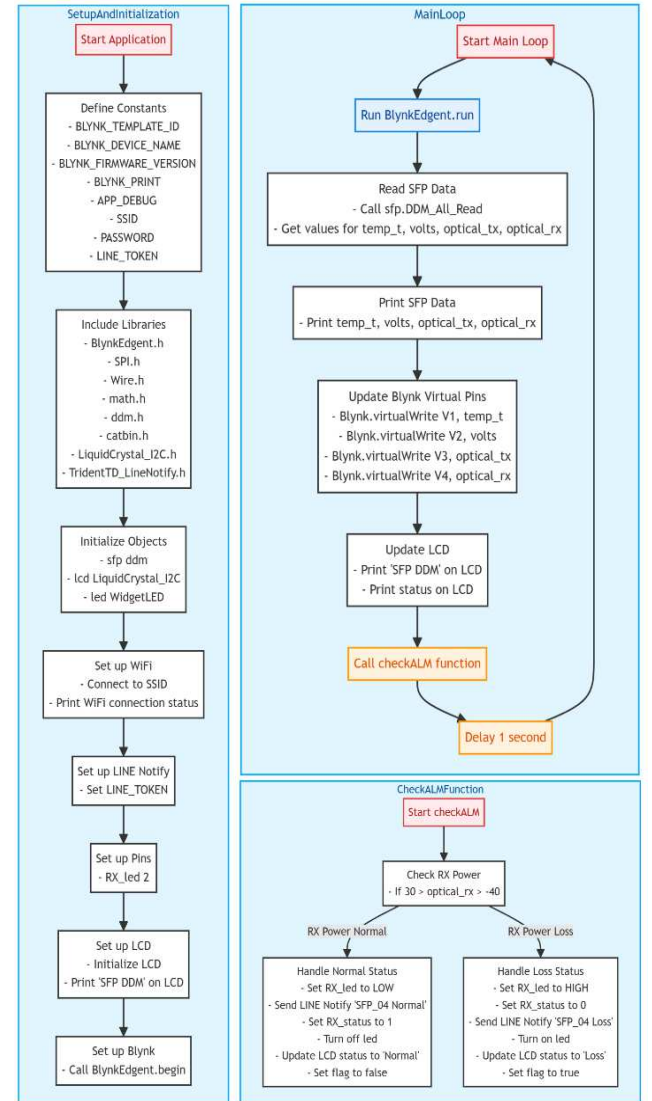 SetupAndInitialization
Start Application
Define Constants
- BLYNK_TEMPLATE_ID
- BLYNK_DEVICE_NAME
- BLYNK_FIRMWARE_VERSION
- BLYNK_PRINT
- APP_DEBUG
- SSID
- PASSWORD
- LINE_TOKEN
Include Libraries
- BlynkEdgent.h
- SPI.h
- Wire.h
- math.h
- ddm.h
- catbin.h
- LiquidCrystal_I2C.h
- TridentTD_LineNotify.h
Initialize Objects
- sfp ddm
- lcd LiquidCrystal_I2C
- led WidgetLED
Set up WiFi
- Connect to SSID
- Print WiFi connection status
Set up LINE Notify
- Set LINE_TOKEN
Set up Pins
- RX_led 2
Set up LCD
- Initialize LCD
- Print 'SFP DDM' on LCD
Set up Blynk
- Call BlynkEdgent.begin
MainLoop
Start Main Loop
Run BlynkEdgent.run
Read SFP Data
- Call sfp.DDM_All_Read
- Get values for temp_t, volts, optical_tx, optical_rx
Print SFP Data
- Print temp_t, volts, optical_tx, optical_rx
Update Blynk Virtual Pins
- Blynk.virtualWrite V1, temp_t
- Blynk.virtualWrite V2, volts
- Blynk.virtualWrite V3, optical_tx
- Blynk.virtualWrite V4, optical_rx
Update LCD
- Print 'SFP DDM' on LCD
- Print status on LCD
Call checkALM function
Delay 1 second
CheckALMFunction
Start checkALM
Check RX Power
- If 30 > optical_rx > -40
RX Power Normal
Handle Normal Status
- Set RX_led to LOW
- Send LINE Notify 'SFP_04 Normal'
- Set RX_status to 1
- Turn off led
- Update LCD status to 'Normal'
- Set flag to false
RX Power Loss
Handle Loss Status
- Set RX_led to HIGH
- Set RX_status to 0
- Send LINE Notify 'SFP_04 Loss'
- Turn on led
- Update LCD status to 'Loss'
- Set flag to true